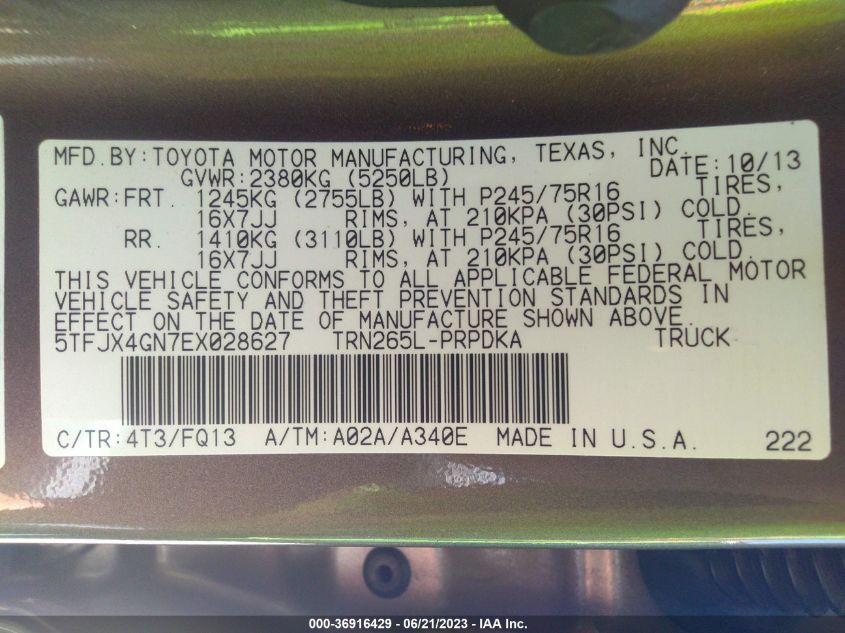 MFD.BY:TOYOTA MOTOR MANUFACTURING, TEXAS, INC.
GVWR:2380KG (5250LB) DATE:10/13
GAWR:FRT. 1245KG (2755LB) WITH P245/75R16 TIRES,
16X7JJ RIMS, AT 210KPA (30PSI) COLD.
RR. 1410KG (3110LB) WITH P245/75R16 TIRES,
16X7JJ RIMS, AT 210KPA (30PSI) COLD.
THIS VEHICLE CONFORMS TO ALL APPLICABLE FEDERAL MOTOR
VEHICLE SAFETY AND THEFT PREVENTION STANDARDS IN
EFFECT ON THE DATE OF MANUFACTURE SHOWN ABOVE.
5TFJX4GN7EX028627 TRN265L-PRPDKA TRUCK
C/TR:4T3/FQ13 A/TM:A02A/A340E MADE IN U.S.A. 222
000-36916429 - 06/21/2023 - IAA Inc.